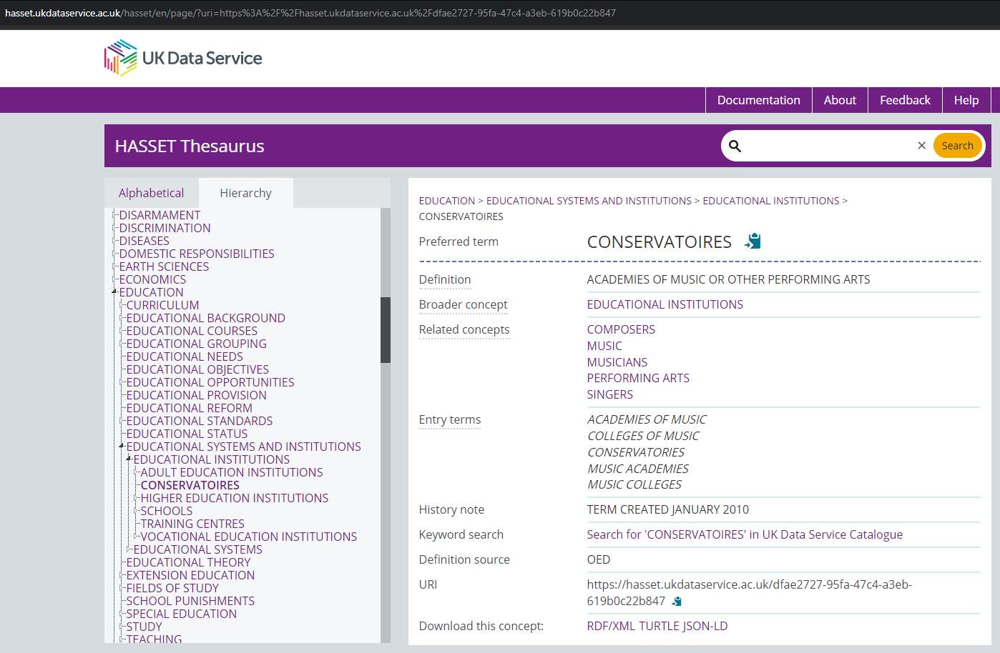 hasset.ukdataservice.ac.uk/hasset/en/page/?uri=https%3A%2F%2Fhasset.ukdataservice.ac.uk%2Fdfae2727-95fa-47c4-a3eb-619b0c22b847
UK Data Service
Documentation
About
Feedback
Help
HASSET Thesaurus
Search
Alphabetical
Hierarchy
DISARMAMENT
DISCRIMINATION
DISEASES
DOMESTIC RESPONSIBILITIES
EARTH SCIENCES
ECONOMICS
EDUCATION
CURRICULUM
EDUCATIONAL BACKGROUND
EDUCATIONAL COURSES
EDUCATIONAL GROUPING
EDUCATIONAL NEEDS
EDUCATIONAL OBJECTIVES
EDUCATIONAL OPPORTUNITIES
EDUCATIONAL PROVISION
EDUCATIONAL REFORM
EDUCATIONAL STANDARDS
EDUCATIONAL STATUS
EDUCATIONAL SYSTEMS AND INSTITUTIONS
EDUCATIONAL INSTITUTIONS
ADULT EDUCATION INSTITUTIONS
CONSERVATOIRES
HIGHER EDUCATION INSTITUTIONS
SCHOOLS
TRAINING CENTRES
VOCATIONAL EDUCATION INSTITUTIONS
EDUCATIONAL SYSTEMS
EDUCATIONAL THEORY
EXTENSION EDUCATION
FIELDS OF STUDY
SCHOOL PUNISHMENTS
SPECIAL EDUCATION
STUDY
TEACHING
EDUCATION > EDUCATIONAL SYSTEMS AND INSTITUTIONS > EDUCATIONAL INSTITUTIONS >
CONSERVATOIRES
Preferred term
CONSERVATOIRES
Definition
ACADEMIES OF MUSIC OR OTHER PERFORMING ARTS
Broader concept
EDUCATIONAL INSTITUTIONS
Related concepts
COMPOSERS
MUSIC
MUSICIANS
PERFORMING ARTS
SINGERS
Entry terms
ACADEMIES OF MUSIC
COLLEGES OF MUSIC
CONSERVATORIES
MUSIC ACADEMIES
MUSIC COLLEGES
History note
TERM CREATED JANUARY 2010
Keyword search
Search for 'CONSERVATOIRES' in UK Data Service Catalogue
Definition source
OED
URI
https://hasset.ukdataservice.ac.uk/dfae2727-95fa-47c4-a3eb-
619b0c22b847
Download this concept:
RDF/XML TURTLE JSON-LD